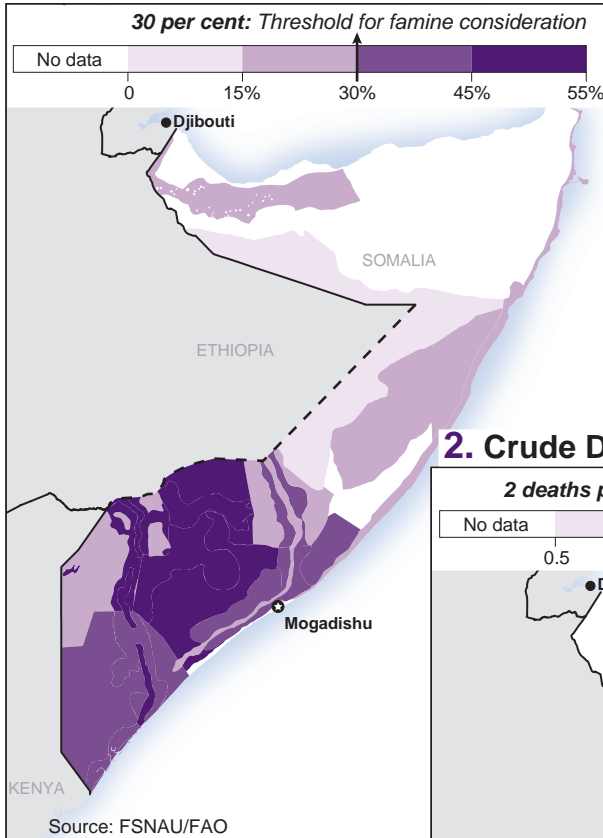 30 per cent: Threshold for famine consideration
No data
0 15% 30% 45% 55%
Djibouti
SOMALIA
ETHIOPIA
2. Crude D
2 deaths p
No data
0.5
D
Mogadishu
KENYA
Source: FSNAU/FAO